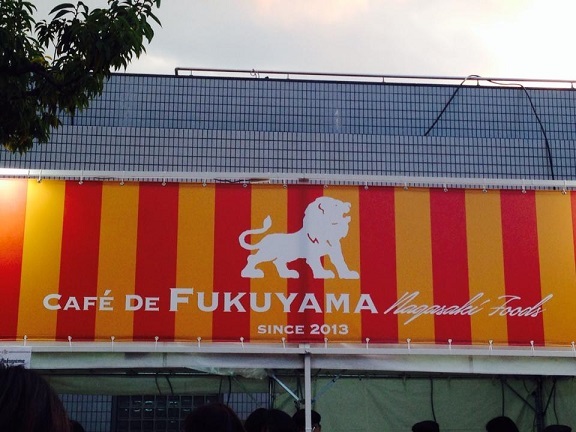 CAFÉ DE FUKUYAMA Nagasaki Foods
SINCE 2013